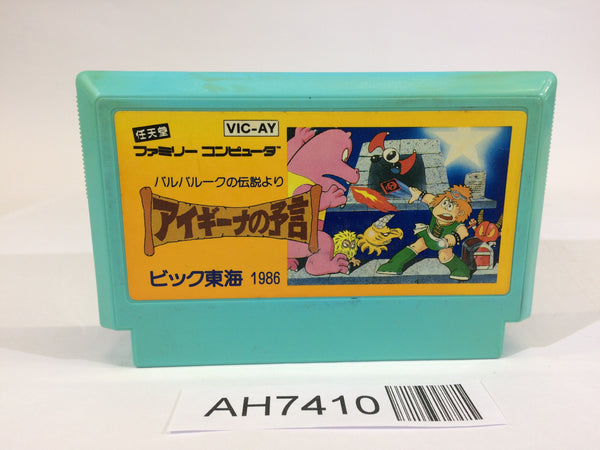 任天堂
VIC-AY
ファミリー コンピュータ™
バルバルークの伝説より
アイギーナの予言
ビック東海 1986
AH7410